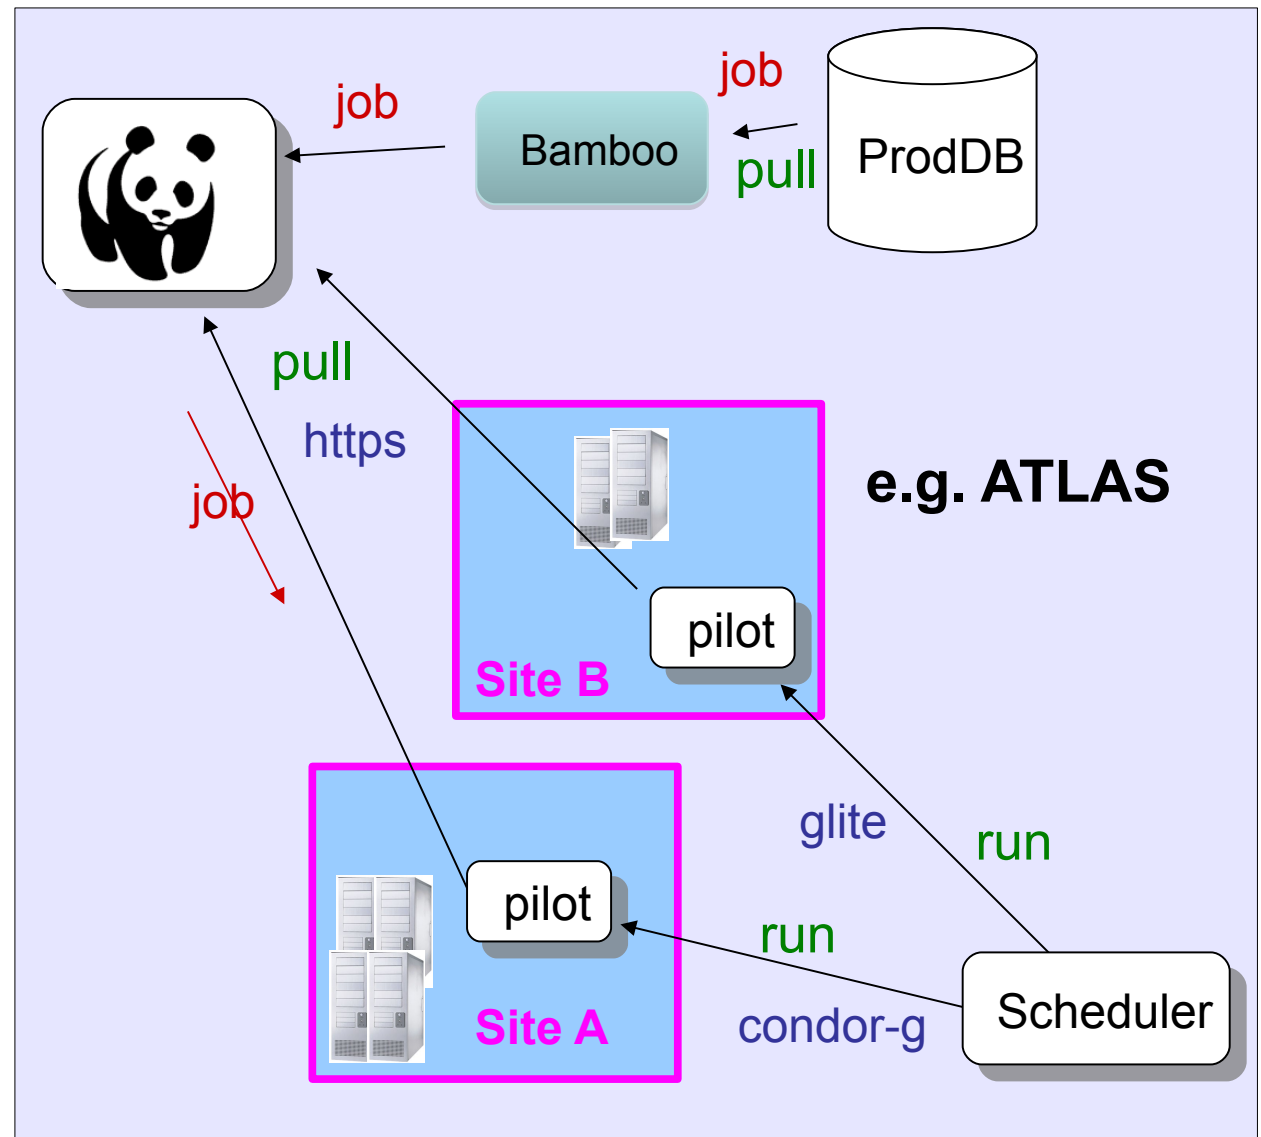 job
job
Bamboo
pull
ProdDB
pull
https
job
e.g. ATLAS
pilot
Site B
glite
run
pilot
run
Site A
condor-g
Scheduler